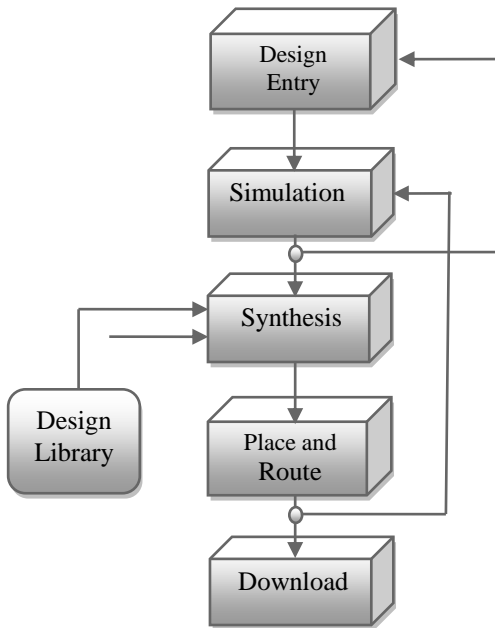 Design
Entry
Simulation
Synthesis
Design
Library
Place and
Route
Download